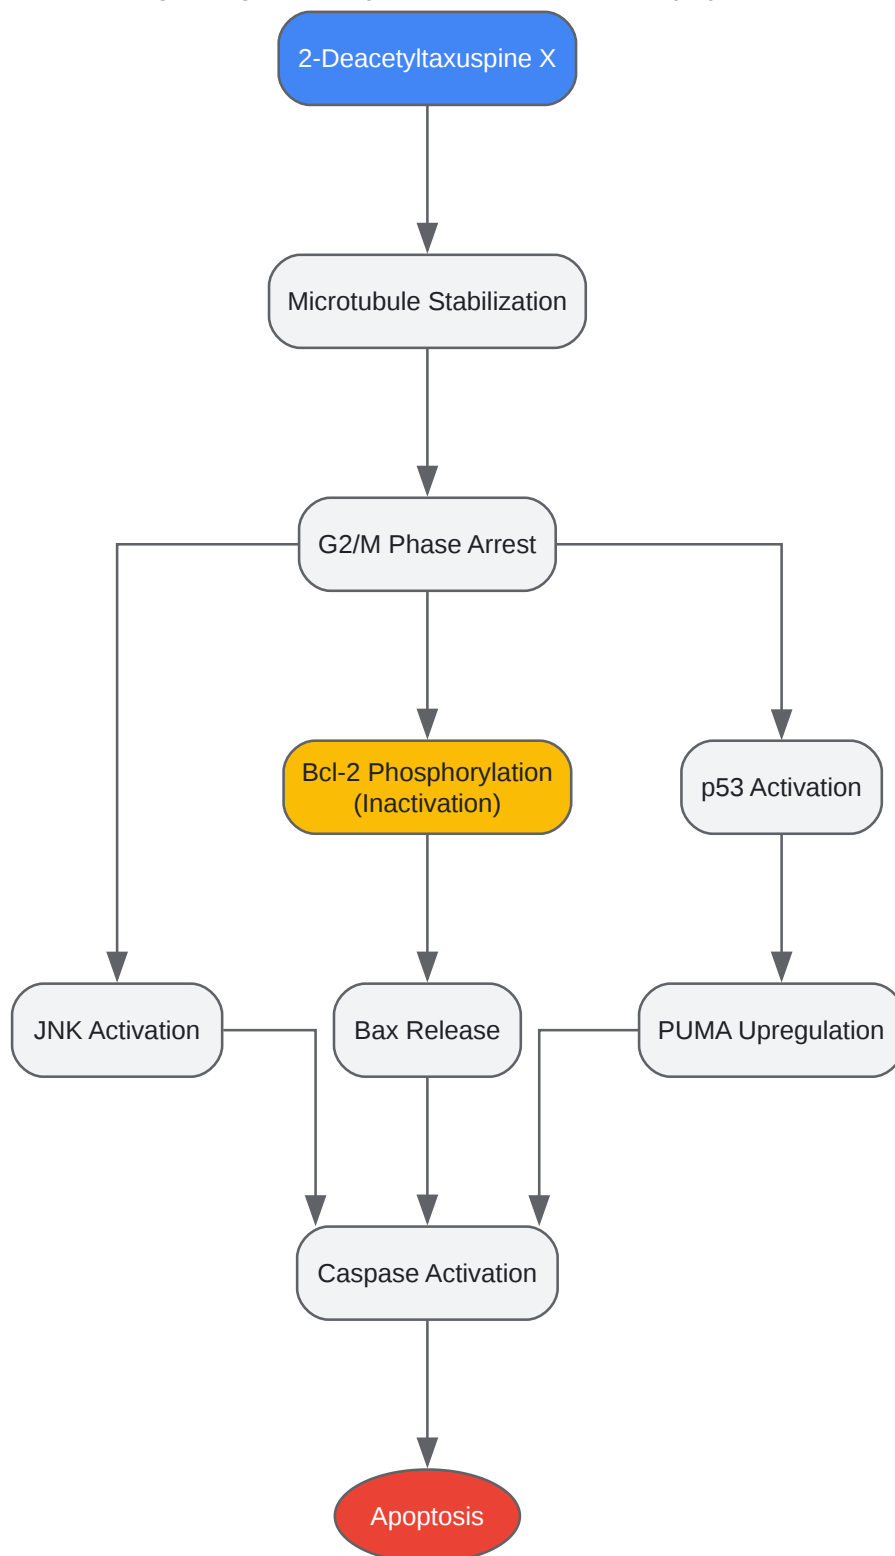 2-Deacetyltaxuspine X
Microtubule Stabilization
G2/M Phase Arrest
Bcl-2 Phosphorylation
(Inactivation)
p53 Activation
JNK Activation
Bax Release
PUMA Upregulation
Caspase Activation
Apoptosis